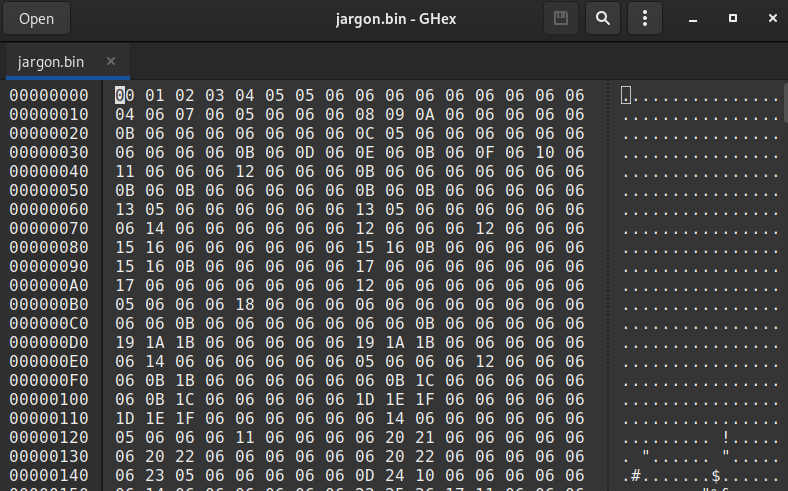 Open
jargon.bin - GHex
jargon.bin
00000000 00 01 02 03 04 05 05 06 06 06 06 06 06 06 06 06 ................
00000010 04 06 07 06 05 06 06 06 08 09 0A 06 06 06 06 06 ................
00000020 0B 06 06 06 06 06 06 06 0C 05 06 06 06 06 06 06 ................
00000030 06 06 06 06 0B 06 0D 06 0E 06 0B 06 0F 06 10 06 ................
00000040 11 06 06 06 12 06 06 06 0B 06 06 06 06 06 06 06 ................
00000050 0B 06 0B 06 06 06 06 06 0B 06 0B 06 06 06 06 06 ................
00000060 13 05 06 06 06 06 06 06 13 05 06 06 06 06 06 06 ................
00000070 06 14 06 06 06 06 06 06 12 06 06 06 12 06 06 06 ................
00000080 15 16 06 06 06 06 06 06 15 16 0B 06 06 06 06 06 ................
00000090 15 16 0B 06 06 06 06 06 17 06 06 06 06 06 06 06 ................
000000A0 17 06 06 06 06 06 06 06 12 06 06 06 06 06 06 06 ................
000000B0 05 06 06 06 18 06 06 06 06 06 06 06 06 06 06 06 ................
000000C0 06 06 0B 06 06 06 06 06 06 06 0B 06 06 06 06 06 ................
000000D0 19 1A 1B 06 06 06 06 06 19 1A 1B 06 06 06 06 06 ................
000000E0 06 14 06 06 06 06 06 06 05 06 06 06 12 06 06 06 ................
000000F0 06 0B 1B 06 06 06 06 06 06 0B 1C 06 06 06 06 06 ................
00000100 06 0B 1C 06 06 06 06 06 1D 1E 1F 06 06 06 06 06 ................
00000110 1D 1E 1F 06 06 06 06 06 06 14 06 06 06 06 06 06 ................
00000120 05 06 06 06 11 06 06 06 06 20 21 06 06 06 06 06 ......... !.....
00000130 06 20 22 06 06 06 06 06 06 20 22 06 06 06 06 06 . "...... ".....
00000140 06 23 05 06 06 06 06 06 0D 24 10 06 06 06 06 06 .#.......$......